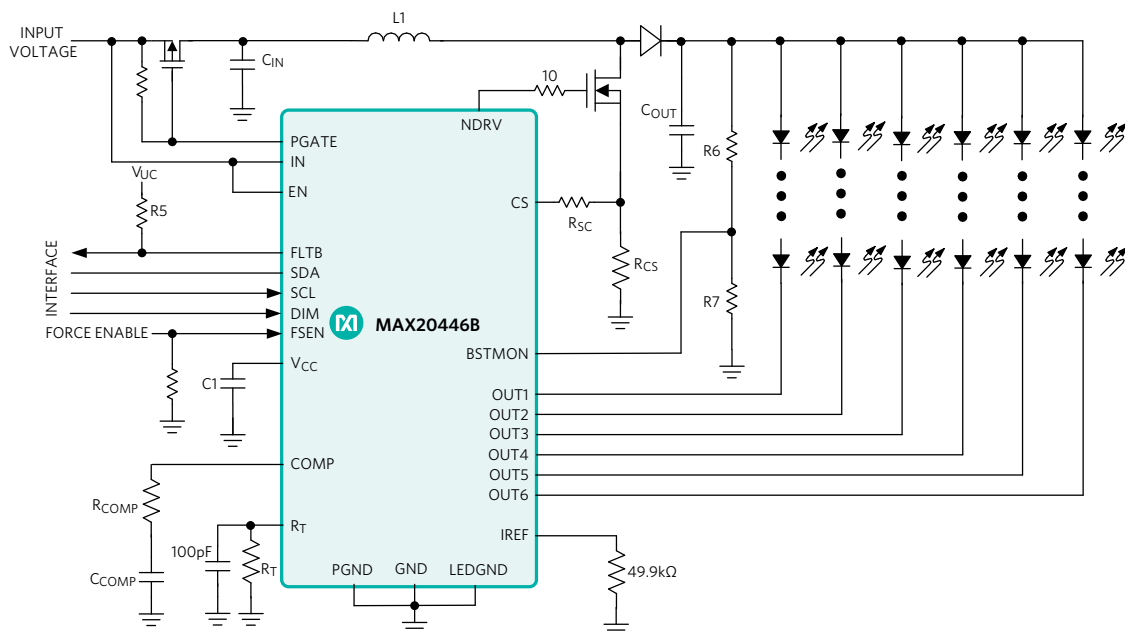 INPUT
VOLTAGE
L1
CIN
10
COUT
NDRV
PGATE
IN
EN
VUC
R5
CS
RSC
RCS
R6
R7
INTERFACE
FLTB
SDA
SCL
DIM
FORCE ENABLE
FSEN
MAX20446B
VCC
C1
BSTMON
OUT1
OUT2
OUT3
OUT4
OUT5
OUT6
COMP
RCOMP
CCOMP
RT
100pF
RT
IREF
49.9kΩ
PGND
GND
LEDGND